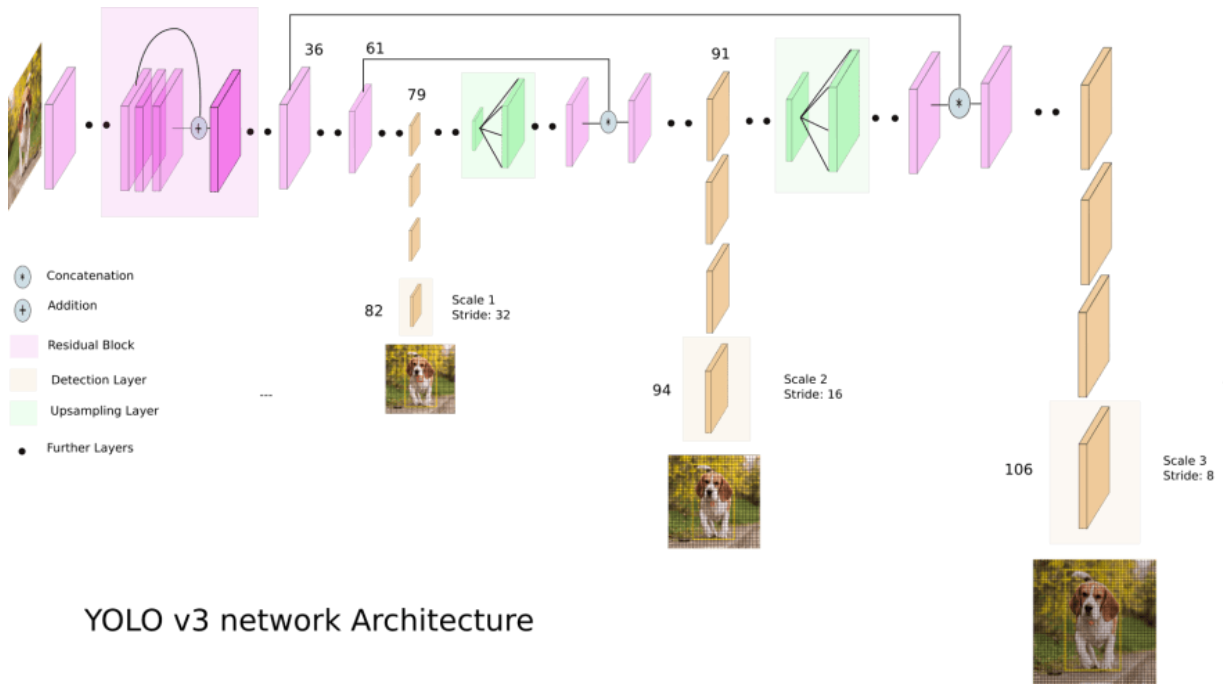 36
61
91
79
*
+
*
Concatenation
+
Addition
Residual Block
Detection Layer
Upsampling Layer
Further Layers
---
82
Scale 1
Stride: 32
94
Scale 2
Stride: 16
106
Scale 3
Stride: 8
*
+
*
YOLO v3 network Architecture